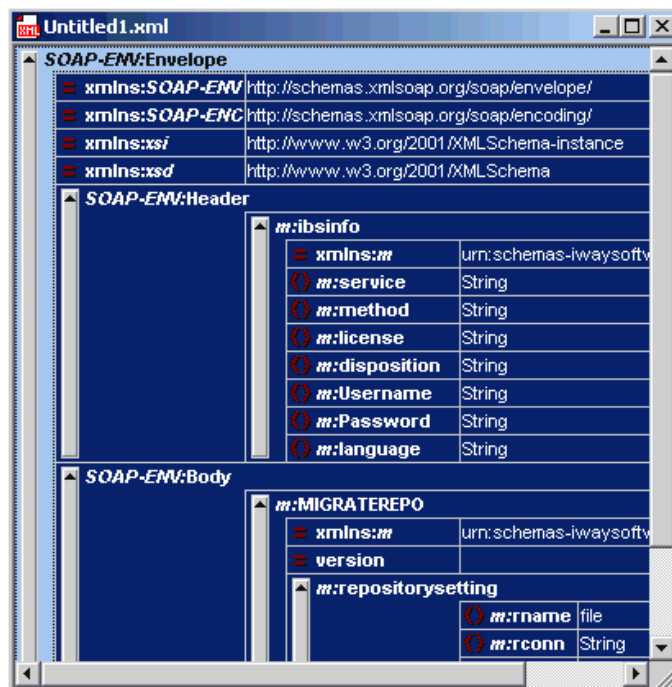 Untitled1.xml
SOAP-ENV:Envelope
= xmlns:SOAP-ENV http://schemas.xmlsoap.org/soap/envelope/
= xmlns:SOAP-ENC http://schemas.xmlsoap.org/soap/encoding/
= xmlns:xsi http://www.w3.org/2001/XMLSchema-instance
= xmlns:xsd http://www.w3.org/2001/XMLSchema
SOAP-ENV:Header
m:ibsinfo
= xmlns:m urn:schemas-iwaysoftw
() m:service String
() m:method String
() m:license String
() m:disposition String
() m:Username String
() m:Password String
() m:language String
SOAP-ENV:Body
m:MIGRATEREPO
= xmlns:m urn:schemas-iwaysoftw
= version
m:repositorysetting
() m:rname file
() m:rconn String